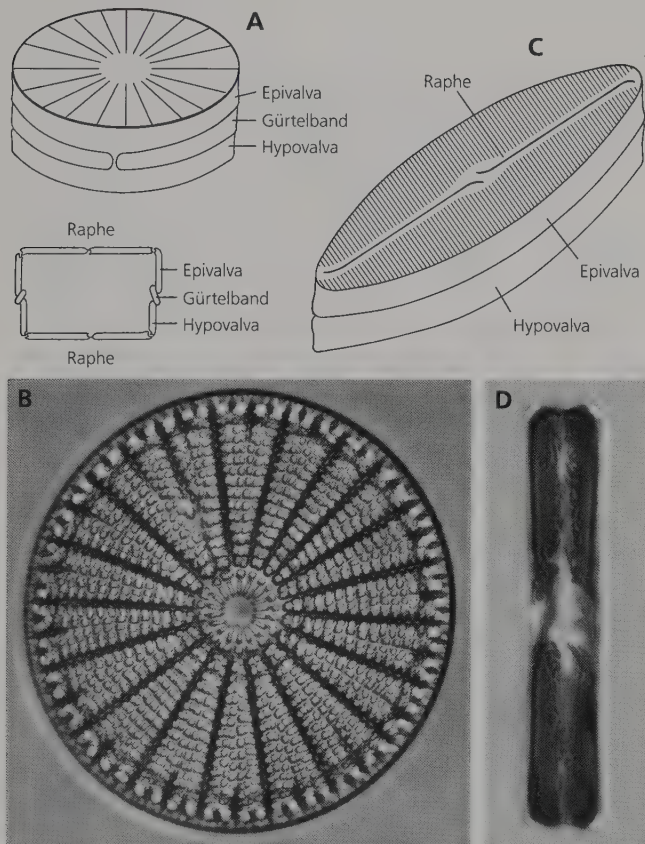 A
Epivalva
Gürtelband
Hypovalva
Raphe
Epivalva
Gürtelband
Hypovalva
Raphe
C
Raphe
Epivalva
Hypovalva
B
D